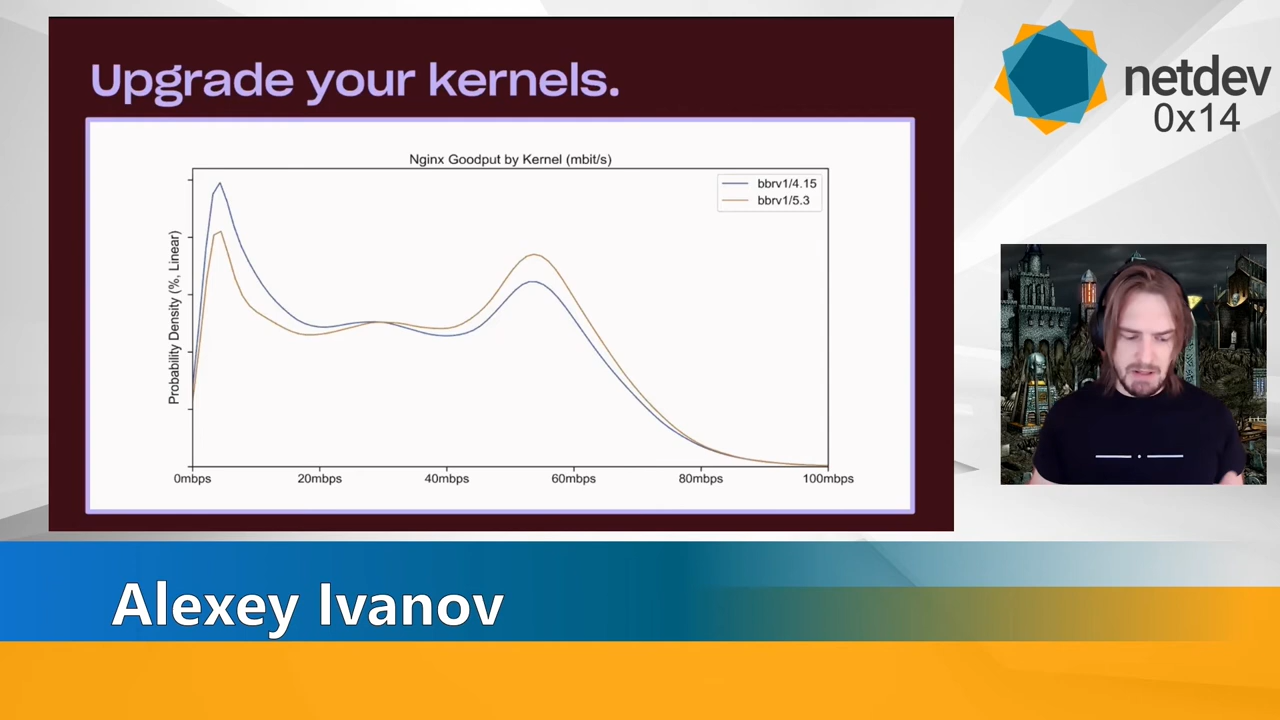 Upgrade your kernels.
Nginx Goodput by Kernel (mbit/s)
bbrv1/4.15
bbrv1/5.3
Probability Density (%, Linear)
0mbps
20mbps
40mbps
60mbps
80mbps
100mbps
netdev
0x14
Alexey Ivanov